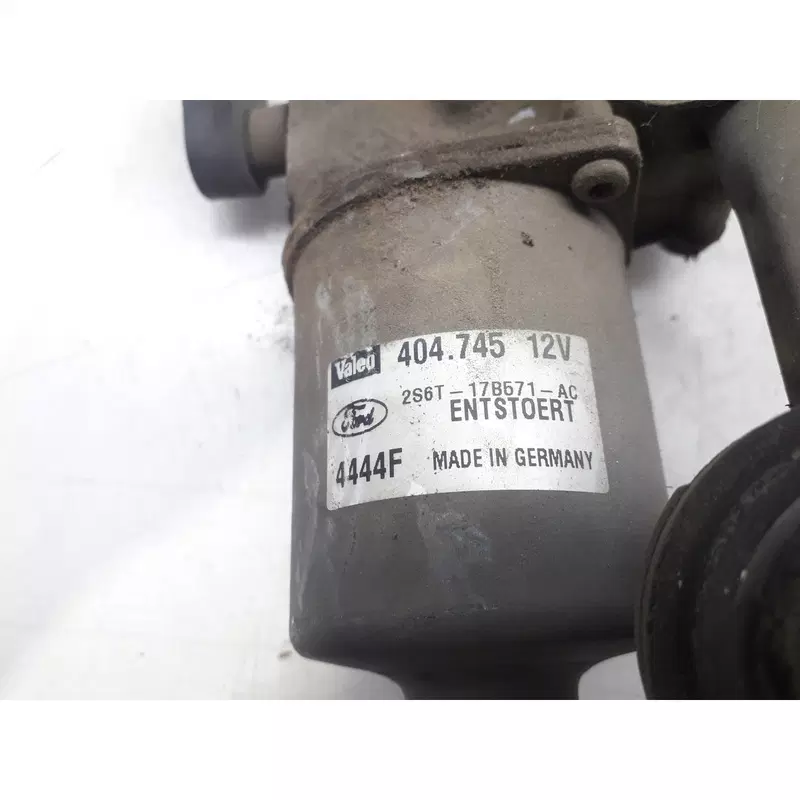 Valeo 404.745 12V
2S6T-17B571-AC
Ford ENTSTOERT
4444F MADE IN GERMANY